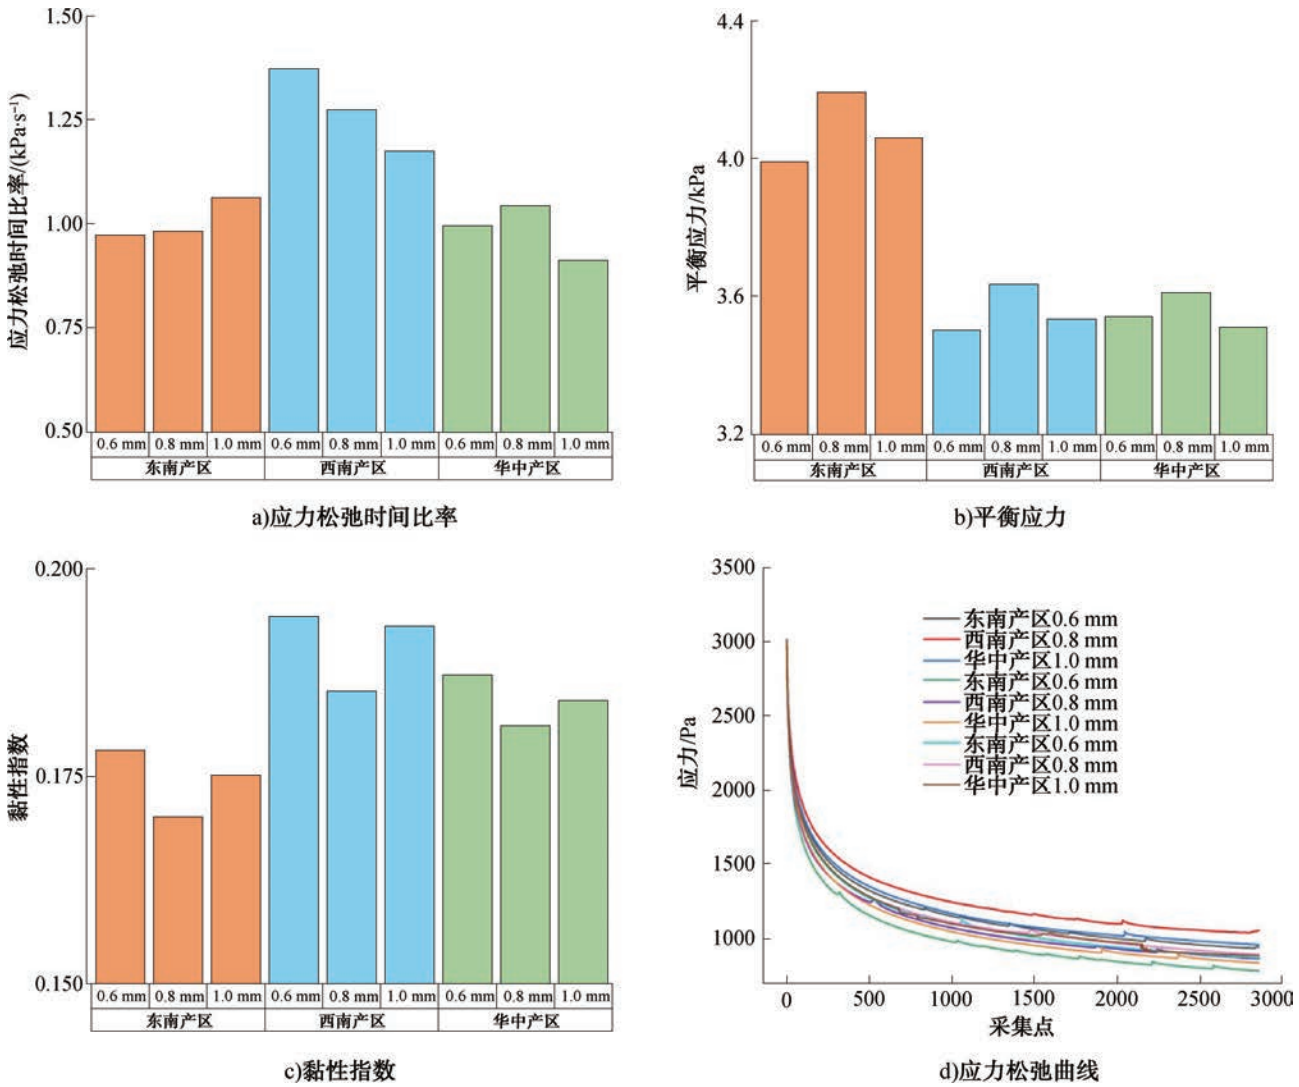 1.50
1.25
1.00
0.75
0.50
应力松弛时间比率/(kPa·s⁻¹)
0.6 mm 0.8 mm 1.0 mm 0.6 mm 0.8 mm 1.0 mm 0.6 mm 0.8 mm 1.0 mm
东南产区 西南产区 华中产区
a)应力松弛时间比率
4.4
4.0
3.6
3.2
平衡应力/kPa
0.6 mm 0.8 mm 1.0 mm 0.6 mm 0.8 mm 1.0 mm 0.6 mm 0.8 mm 1.0 mm
东南产区 西南产区 华中产区
b)平衡应力
0.200
0.175
0.150
黏性指数
0.6 mm 0.8 mm 1.0 mm 0.6 mm 0.8 mm 1.0 mm 0.6 mm 0.8 mm 1.0 mm
东南产区 西南产区 华中产区
c)黏性指数
3500
3000
2500
2000
1500
1000
应力/Pa
东南产区0.6 mm
西南产区0.8 mm
华中产区1.0 mm
东南产区0.6 mm
西南产区0.8 mm
华中产区1.0 mm
东南产区0.6 mm
西南产区0.8 mm
华中产区1.0 mm
0 500 1000 1500 2000 2500 3000
采集点
d)应力松弛曲线